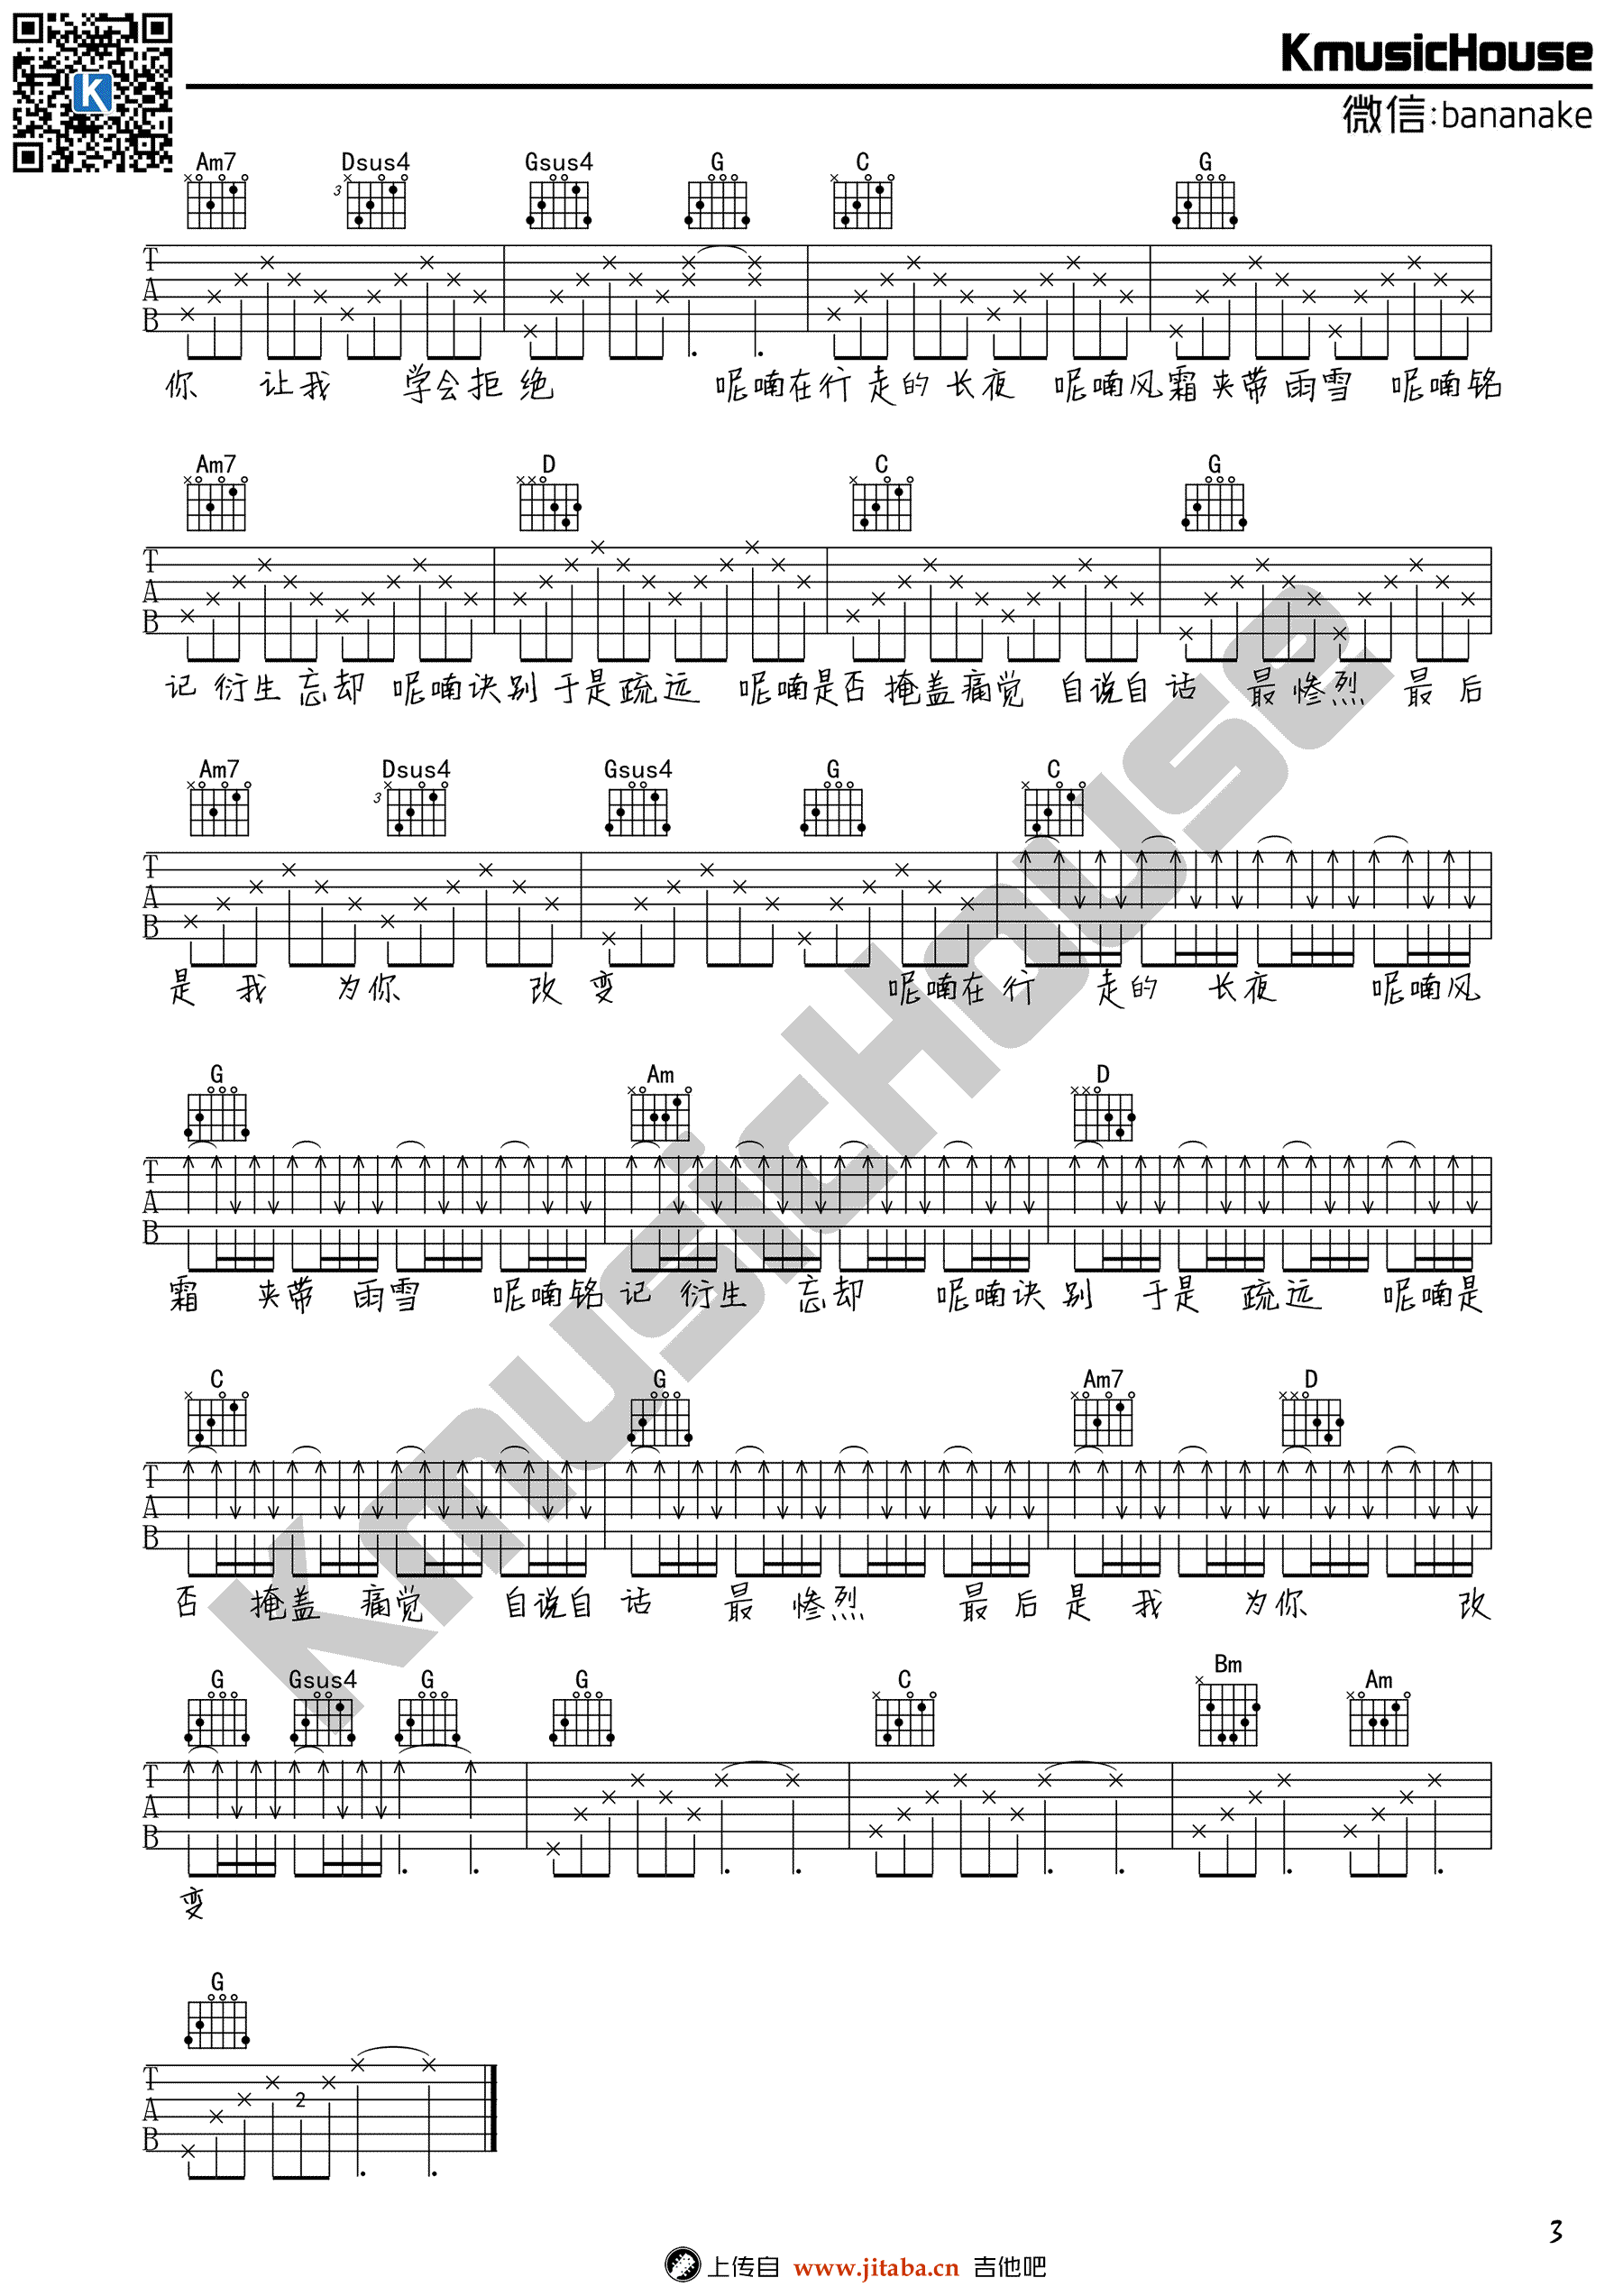 KmusicHouse
微信:bananake
Am7 Dsus4 Gsus4 G C G
3
T
A
B
你 让我 学会拒绝 呢喃在行走的长夜 呢喃风霜夹带雨雪 呢喃铭
Am7 D C G
T
A
B
记衍生忘却 呢喃诀别于是疏远 呢喃是否掩盖痛觉 自说自话 最惨烈 最后
Am7 Dsus4 Gsus4 G C
3
T
A
B
是 我 为你 改变 呢喃在行 走的 长夜 呢喃风
G Am D
T
A
B
霜 夹带 雨雪 呢喃铭记 衍生 忘却 呢喃诀别 于是 疏远 呢喃是
C G Am7 D
T
A
B
否 掩盖 痛觉 自说自话 最 惨烈 最后是 我 为你 改
G Gsus4 G G C Bm Am
T
A
B
变
G
T
A
B
2
3
上传自 www.jitaba.cn 吉他吧
KmusicHouse